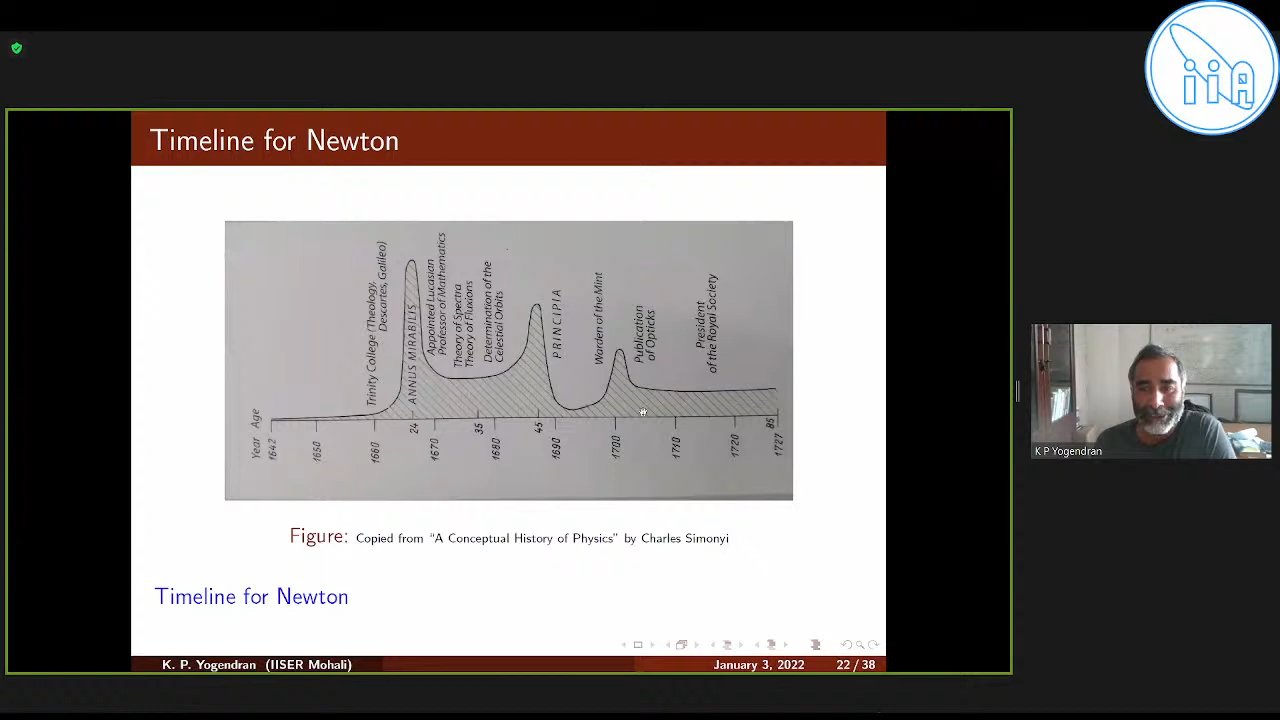 iiA
Timeline for Newton
Trinity College (Theology,
Descartes, Galileo)
ANNUS MIRABILIS
Appointed Lucasian
Professor of Mathematics
Theory of Spectra
Theory of Fluxions
Determination of the
Celestial Orbits
PRINCIPIA
Warden of the Mint
Publication
of Opticks
President
of the Royal Society
Age
24
35
45
85
Year
1642
1650
1660
1670
1680
1690
1700
1710
1720
1727
Figure: Copied from “A Conceptual History of Physics” by Charles Simonyi
Timeline for Newton
K. P. Yogendran (IISER Mohali)
January 3, 2022
22 / 38
K P Yogendran